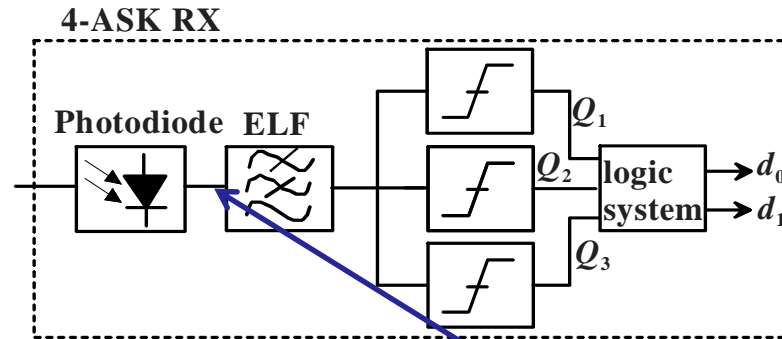 4-ASK RX
Photodiode ELF
Q1
Q2
Q3
logic
system
d0
d1